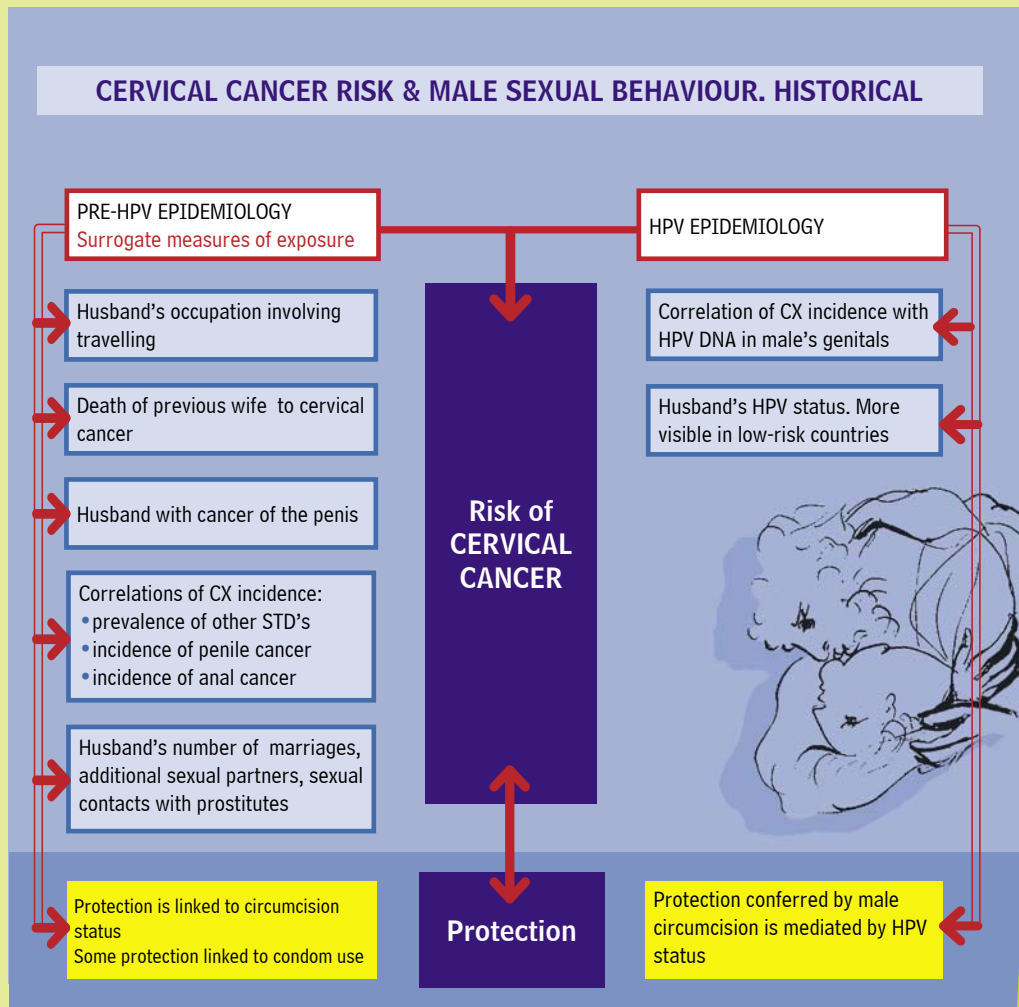 CERVICAL CANCER RISK & MALE SEXUAL BEHAVIOUR. HISTORICAL
PRE-HPV EPIDEMIOLOGY
Surrogate measures of exposure
Husband's occupation involving
travelling
Death of previous wife to cervical
cancer
Husband with cancer of the penis
Correlations of CX incidence:
•prevalence of other STD's
•incidence of penile cancer
•incidence of anal cancer
Husband's number of marriages,
additional sexual partners, sexual
contacts with prostitutes
Protection is linked to circumcision
status
Some protection linked to condom use
Risk of
CERVICAL
CANCER
Protection
HPV EPIDEMIOLOGY
Correlation of CX incidence with
HPV DNA in male's genitals
Husband's HPV status. More
visible in low-risk countries
Protection conferred by male
circumcision is mediated by HPV
status